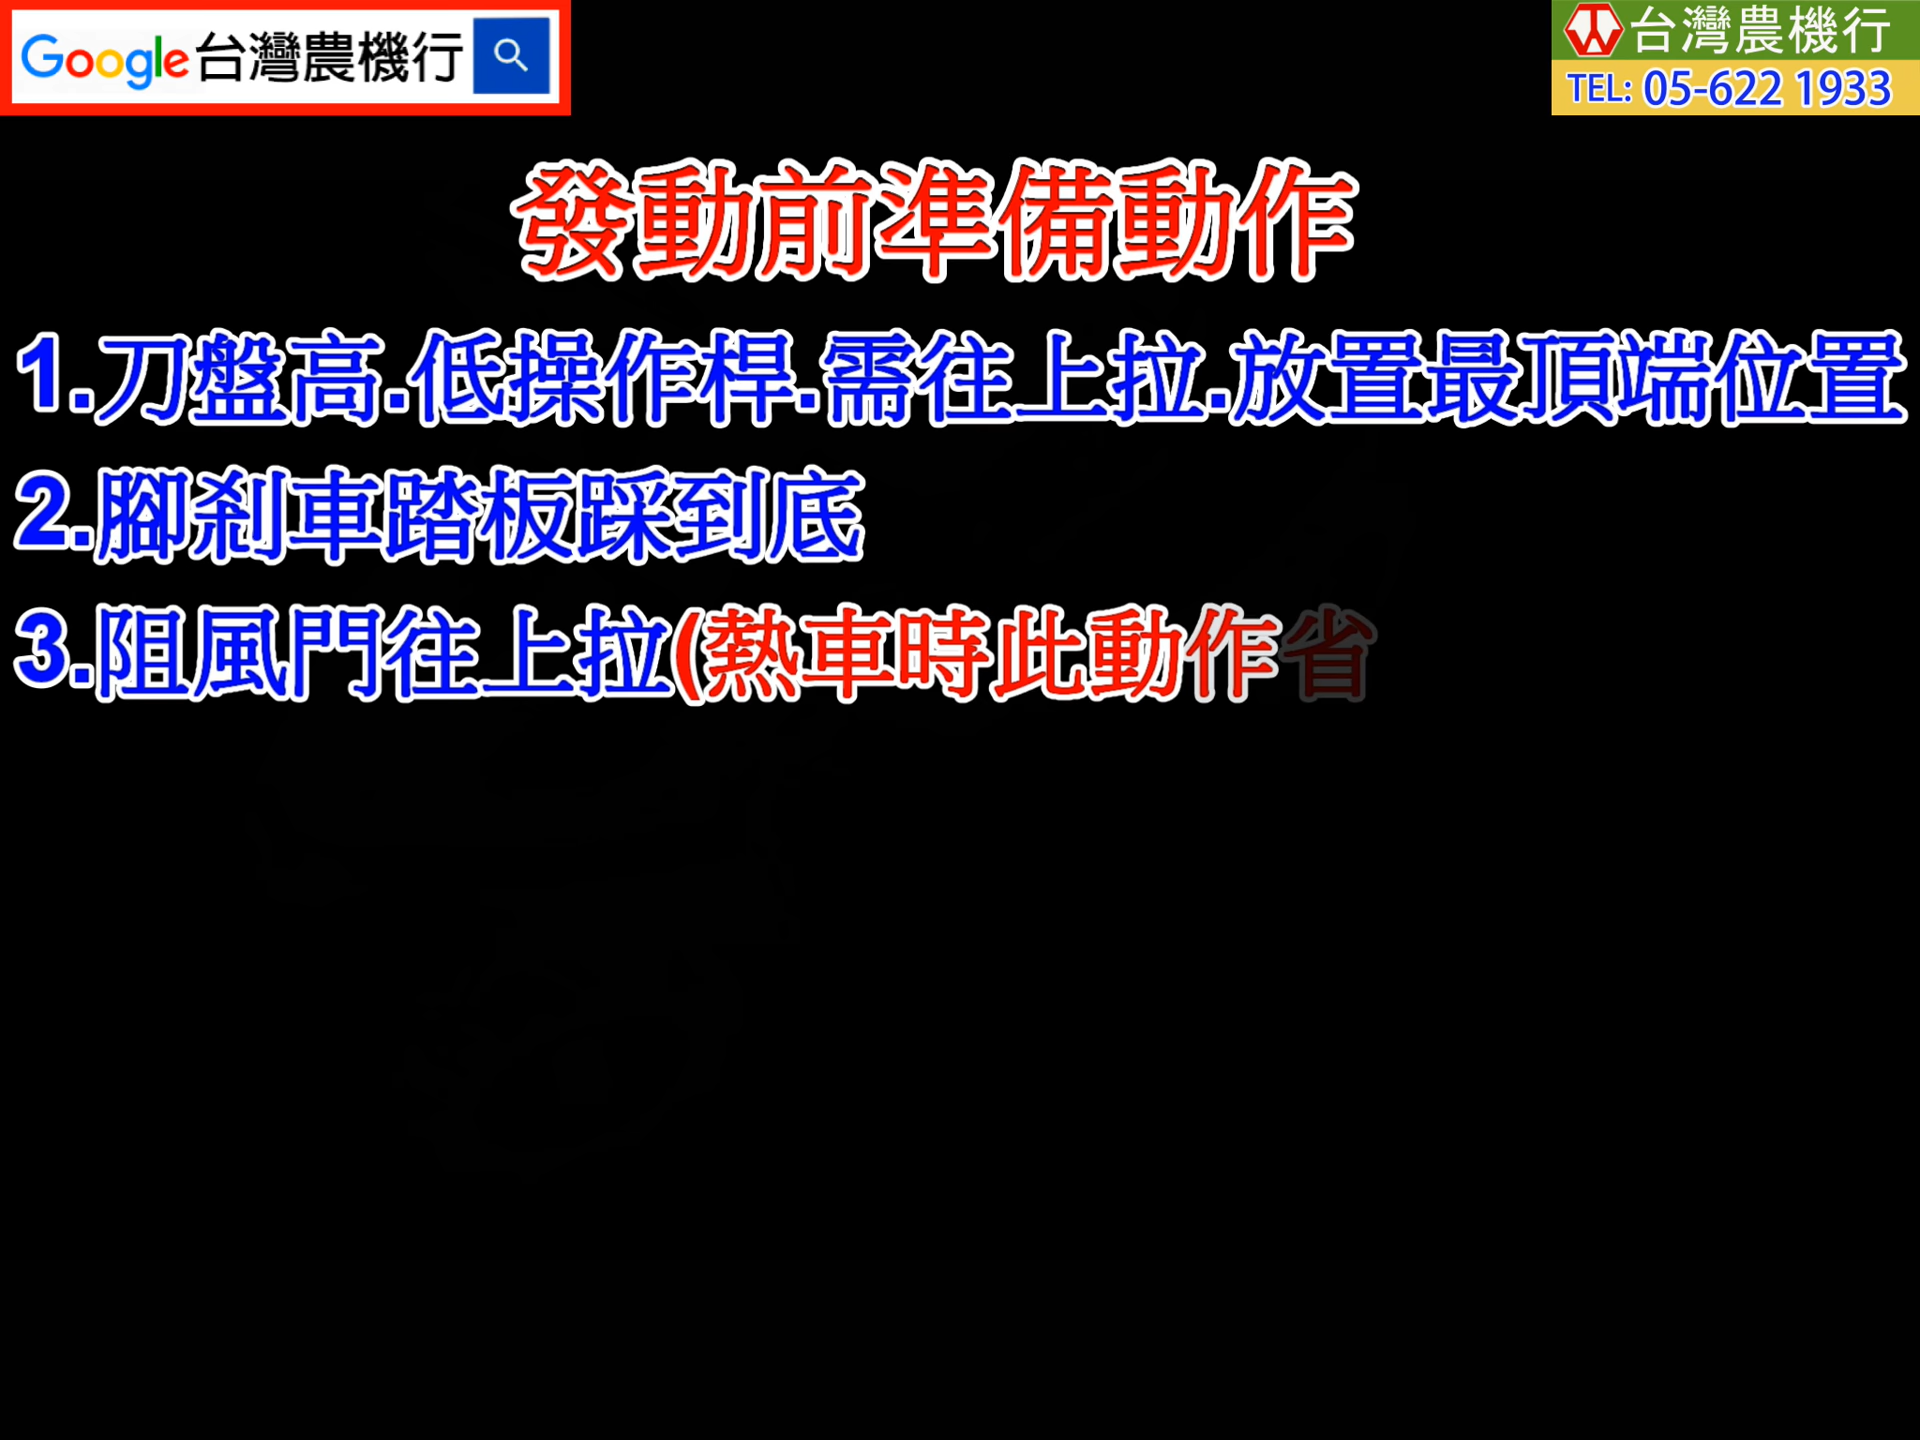 Google台灣農機行
台灣農機行
TEL: 05-622 1933
發動前準備動作
1.刀盤高.低操作桿.需往上拉.放置最頂端位置
2.腳剎車踏板踩到底
3.阻風門往上拉(熱車時此動作省